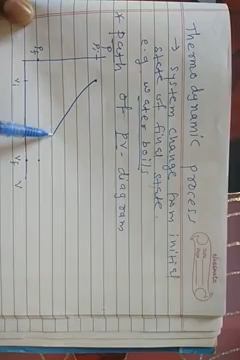 Thermodynamic process
→ system change from initial
state of final state.
e.g water boils
* path of PV-diagram
P
Pi
Pf
Vi
Vf
V